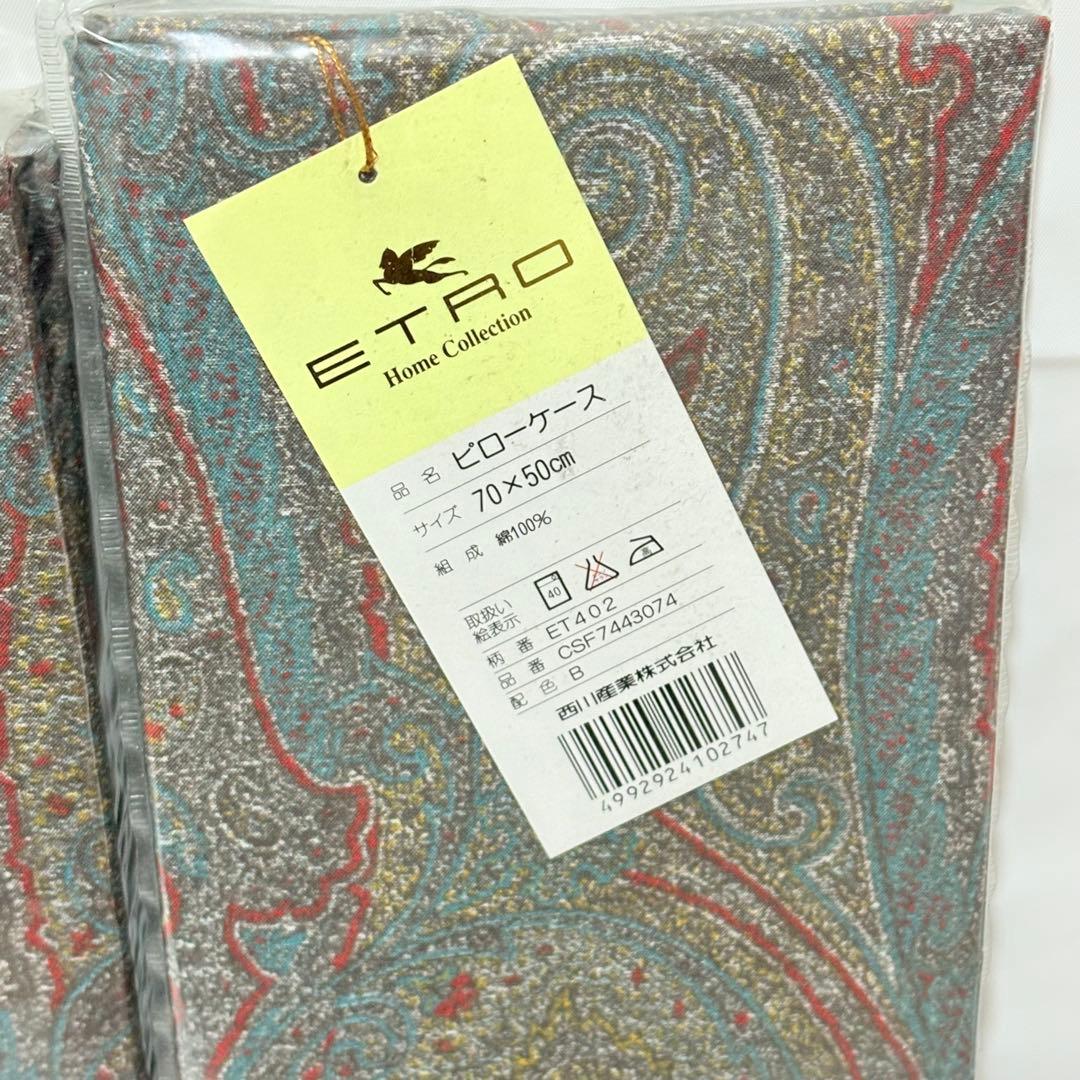 ETRO
Home Collection
品 名 ピローケース
サイズ 70×50cm
組 成 綿100%
取扱い
絵表示
40
高
柄 番 ET402
品 番 CSF7443074
配 色 B
西川産業株式会社
4992924102747